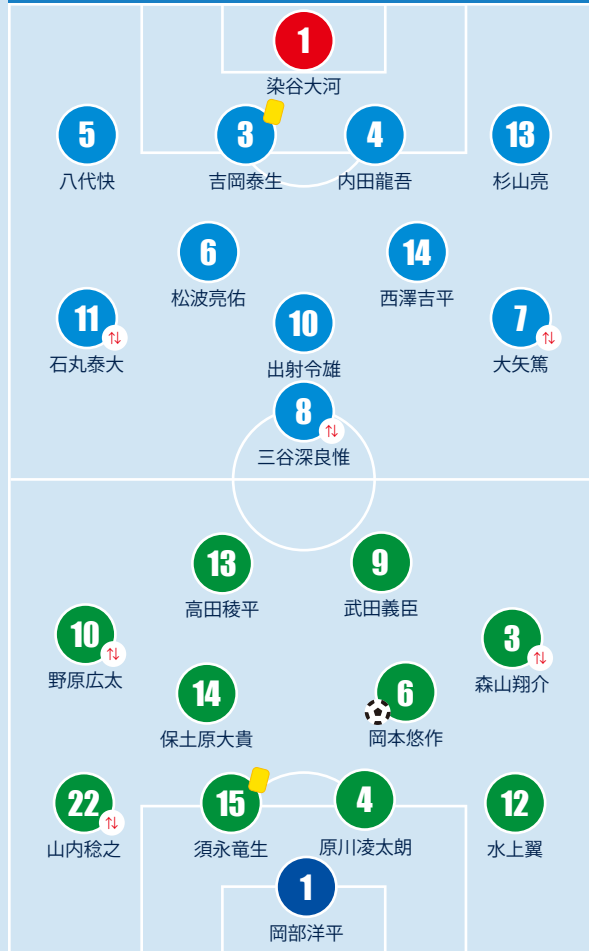 1
染谷大河
5
3
4
13
八代快
吉岡泰生
内田龍吾
杉山亮
6
14
松波亮佑
西澤吉平
11
10
7
石丸泰大
出射令雄
大矢篤
8
三谷深良惟
13
9
高田稜平
武田義臣
10
3
野原広太
森山翔介
14
6
保土原大貴
岡本悠作
22
15
4
12
山内稔之
須永竜生
原川凌太朗
水上翼
1
岡部洋平